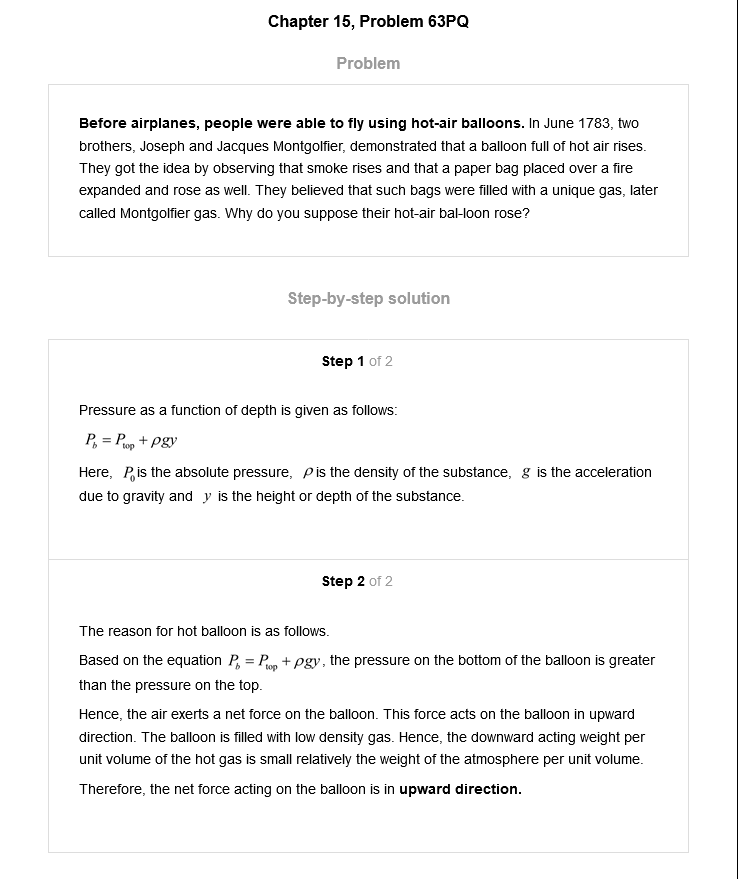 Chapter 15, Problem 63PQ
Problem
Before airplanes, people were able to fly using hot-air balloons. In June 1783, two
brothers, Joseph and Jacques Montgolfier, demonstrated that a balloon full of hot air rises.
They got the idea by observing that smoke rises and that a paper bag placed over a fire
expanded and rose as well. They believed that such bags were filled with a unique gas, later
called Montgolfier gas. Why do you suppose their hot-air bal-loon rose?
Step-by-step solution
Step 1 of 2
Pressure as a function of depth is given as follows:
P_b = P_top + ρgy
Here, P_0 is the absolute pressure, ρ is the density of the substance, g is the acceleration
due to gravity and y is the height or depth of the substance.
Step 2 of 2
The reason for hot balloon is as follows.
Based on the equation P_b = P_top + ρgy, the pressure on the bottom of the balloon is greater
than the pressure on the top.
Hence, the air exerts a net force on the balloon. This force acts on the balloon in upward
direction. The balloon is filled with low density gas. Hence, the downward acting weight per
unit volume of the hot gas is small relatively the weight of the atmosphere per unit volume.
Therefore, the net force acting on the balloon is in upward direction.